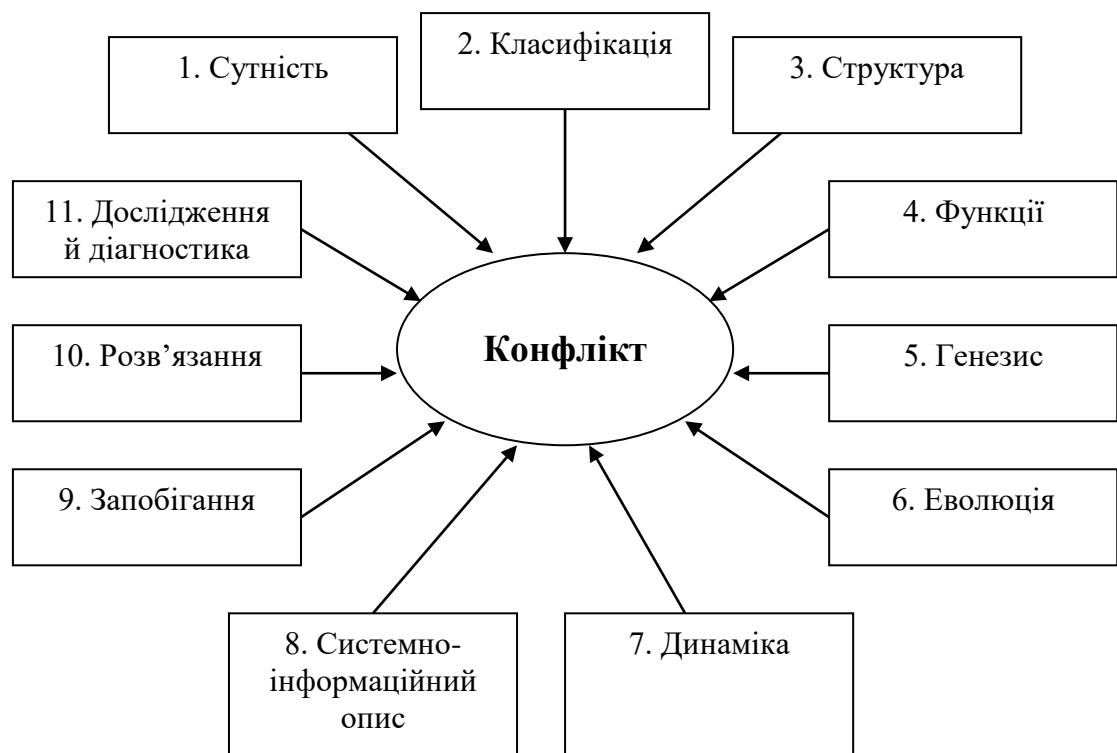 1. Сутність
2. Класифікація
3. Структура
4. Функції
5. Генезис
6. Еволюція
7. Динаміка
8. Системно-
інформаційний
опис
9. Запобігання
10. Розв’язання
11. Дослідження
й діагностика
Конфлікт